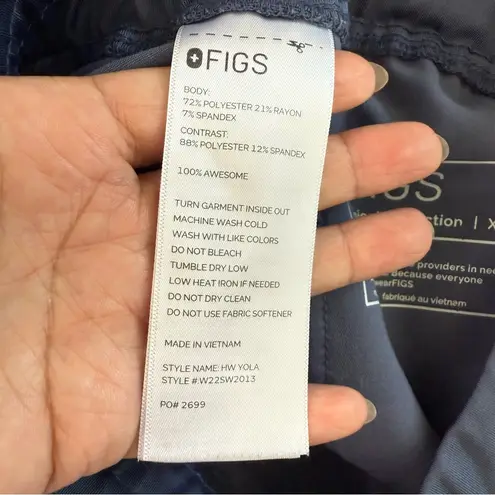 FIGS
BODY:
72% POLYESTER 21% RAYON
7% SPANDEX
CONTRAST:
88% POLYESTER 12% SPANDEX
100% AWESOME
TURN GARMENT INSIDE OUT
MACHINE WASH COLD
WASH WITH LIKE COLORS
DO NOT BLEACH
TUMBLE DRY LOW
LOW HEAT IRON IF NEEDED
DO NOT DRY CLEAN
DO NOT USE FABRIC SOFTENER
MADE IN VIETNAM
STYLE NAME: HW YOLA
STYLE #:W22SW2013
PO# 2699
GS
ction | X
providers in nee
Because everyone
wearFIGS
fabriqué au vietnam